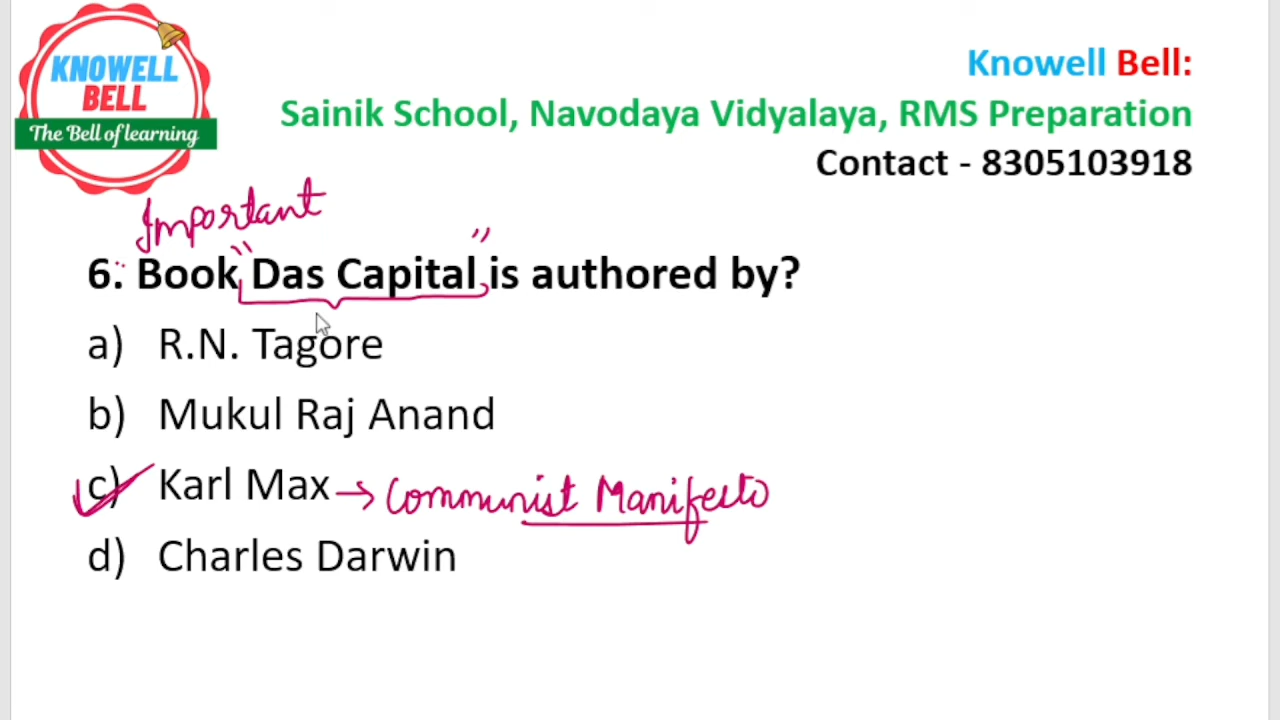 KNOWELL
BELL
The Bell of learning
Knowell Bell:
Sainik School, Navodaya Vidyalaya, RMS Preparation
Contact - 8305103918
Important
6. Book "Das Capital" is authored by?
a) R.N. Tagore
b) Mukul Raj Anand
c) Karl Max → Communist Manifesto
d) Charles Darwin